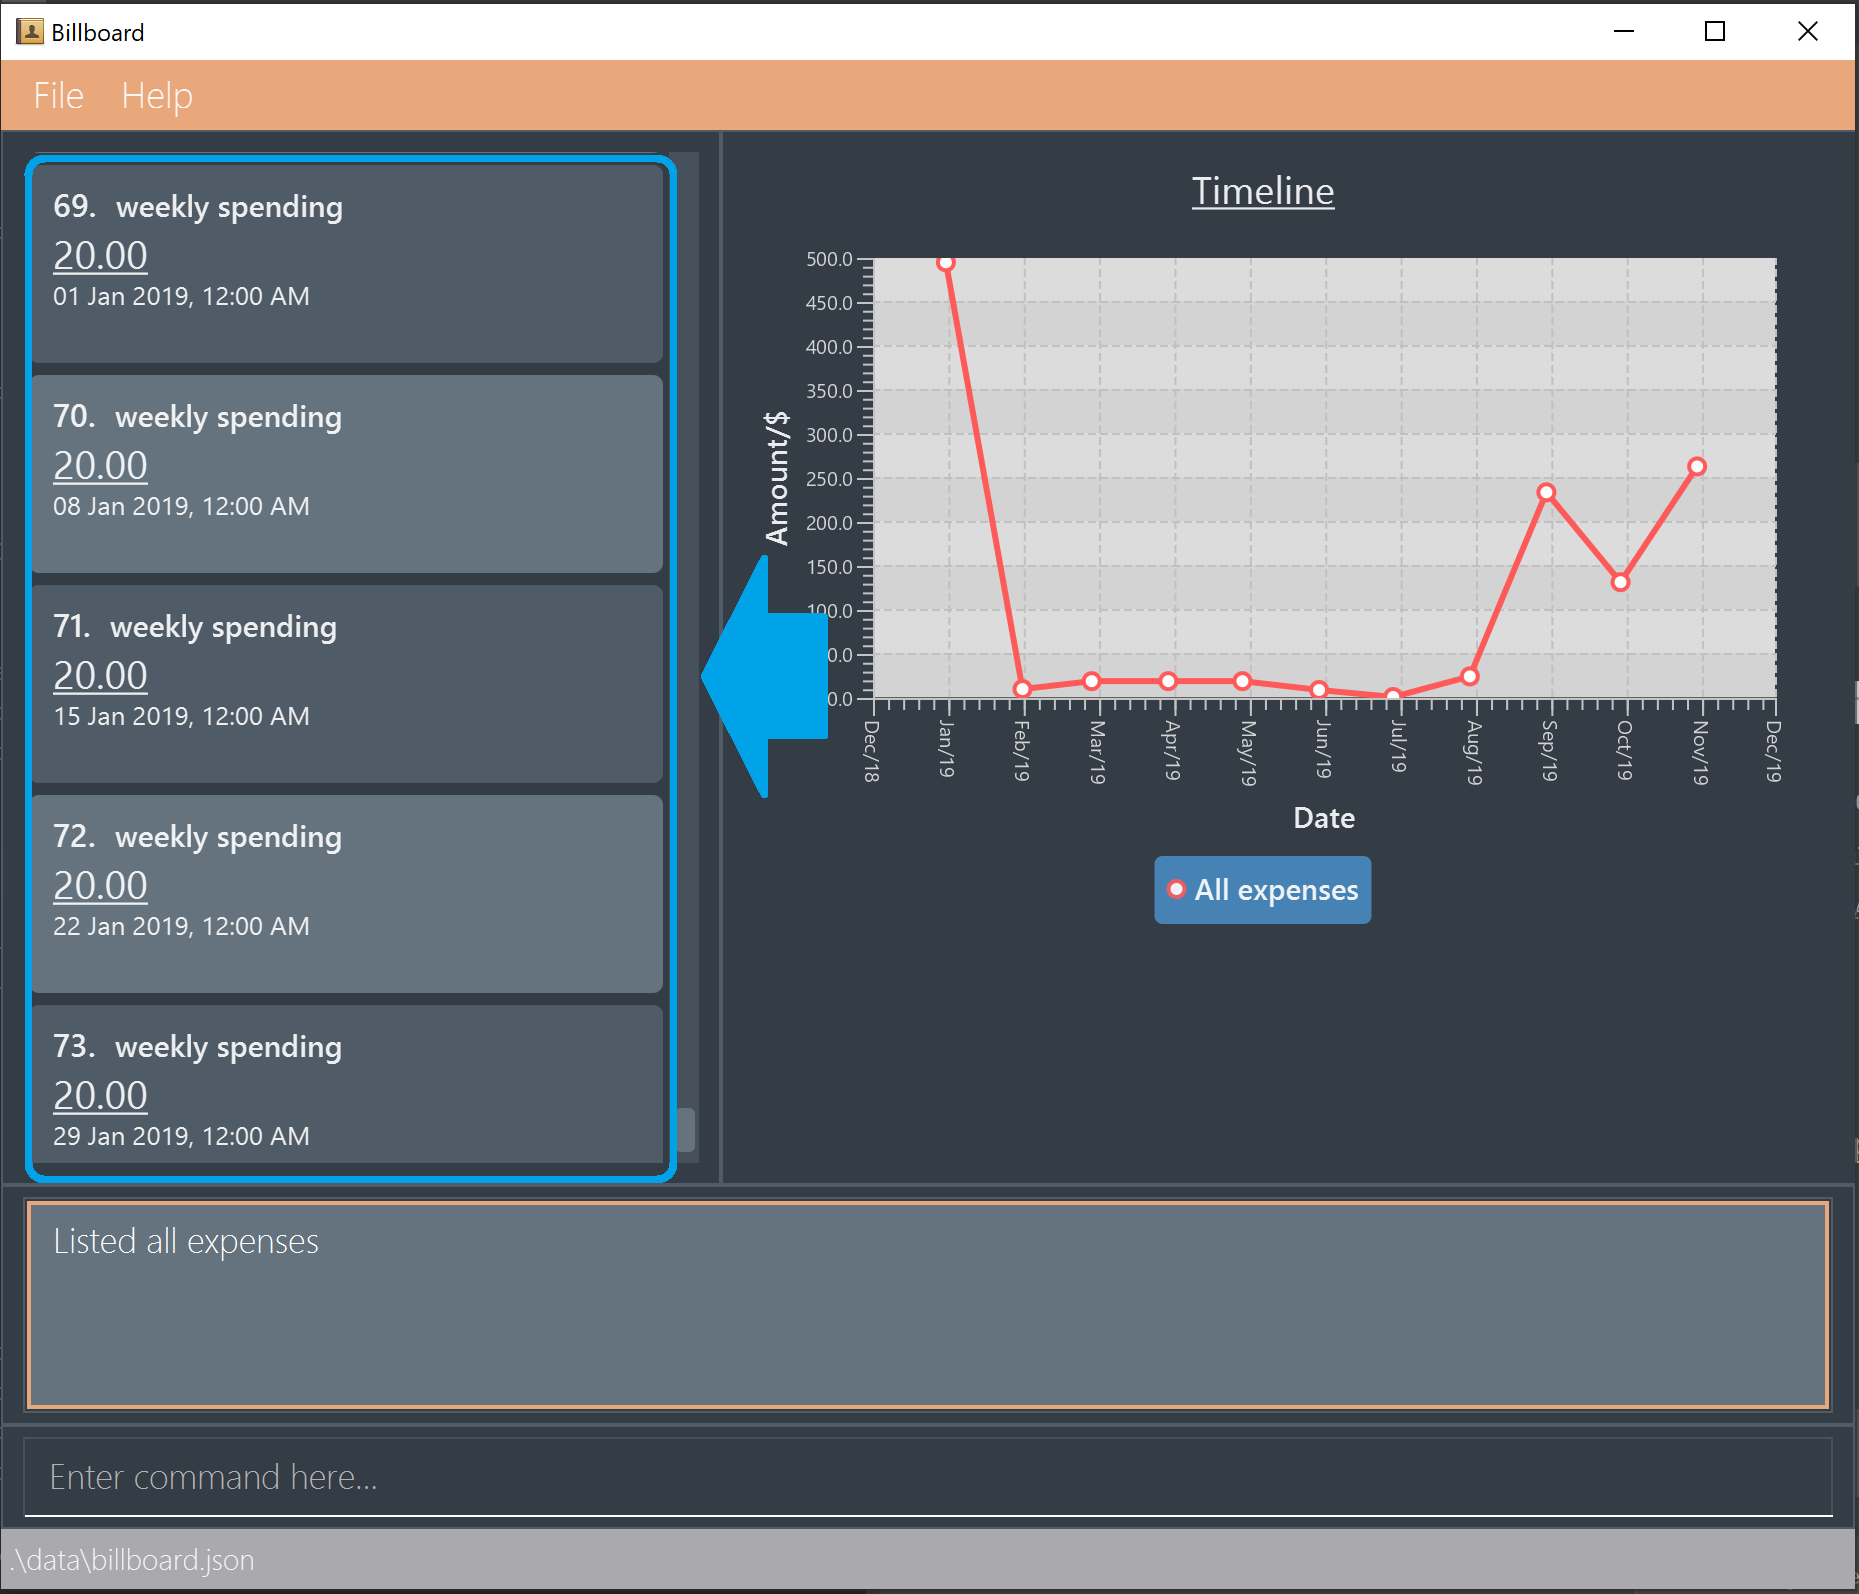 Billboard
File Help
69. weekly spending
20.00
01 Jan 2019, 12:00 AM
70. weekly spending
20.00
08 Jan 2019, 12:00 AM
71. weekly spending
20.00
15 Jan 2019, 12:00 AM
72. weekly spending
20.00
22 Jan 2019, 12:00 AM
73. weekly spending
20.00
29 Jan 2019, 12:00 AM
Timeline
Amount/$
500.0
450.0
400.0
350.0
300.0
250.0
200.0
150.0
100.0
0.0
0.0
Dec/18
Jan/19
Feb/19
Mar/19
Apr/19
May/19
Jun/19
Jul/19
Aug/19
Sep/19
Oct/19
Nov/19
Dec/19
Date
All expenses
Listed all expenses
Enter command here...
.\data\billboard.json